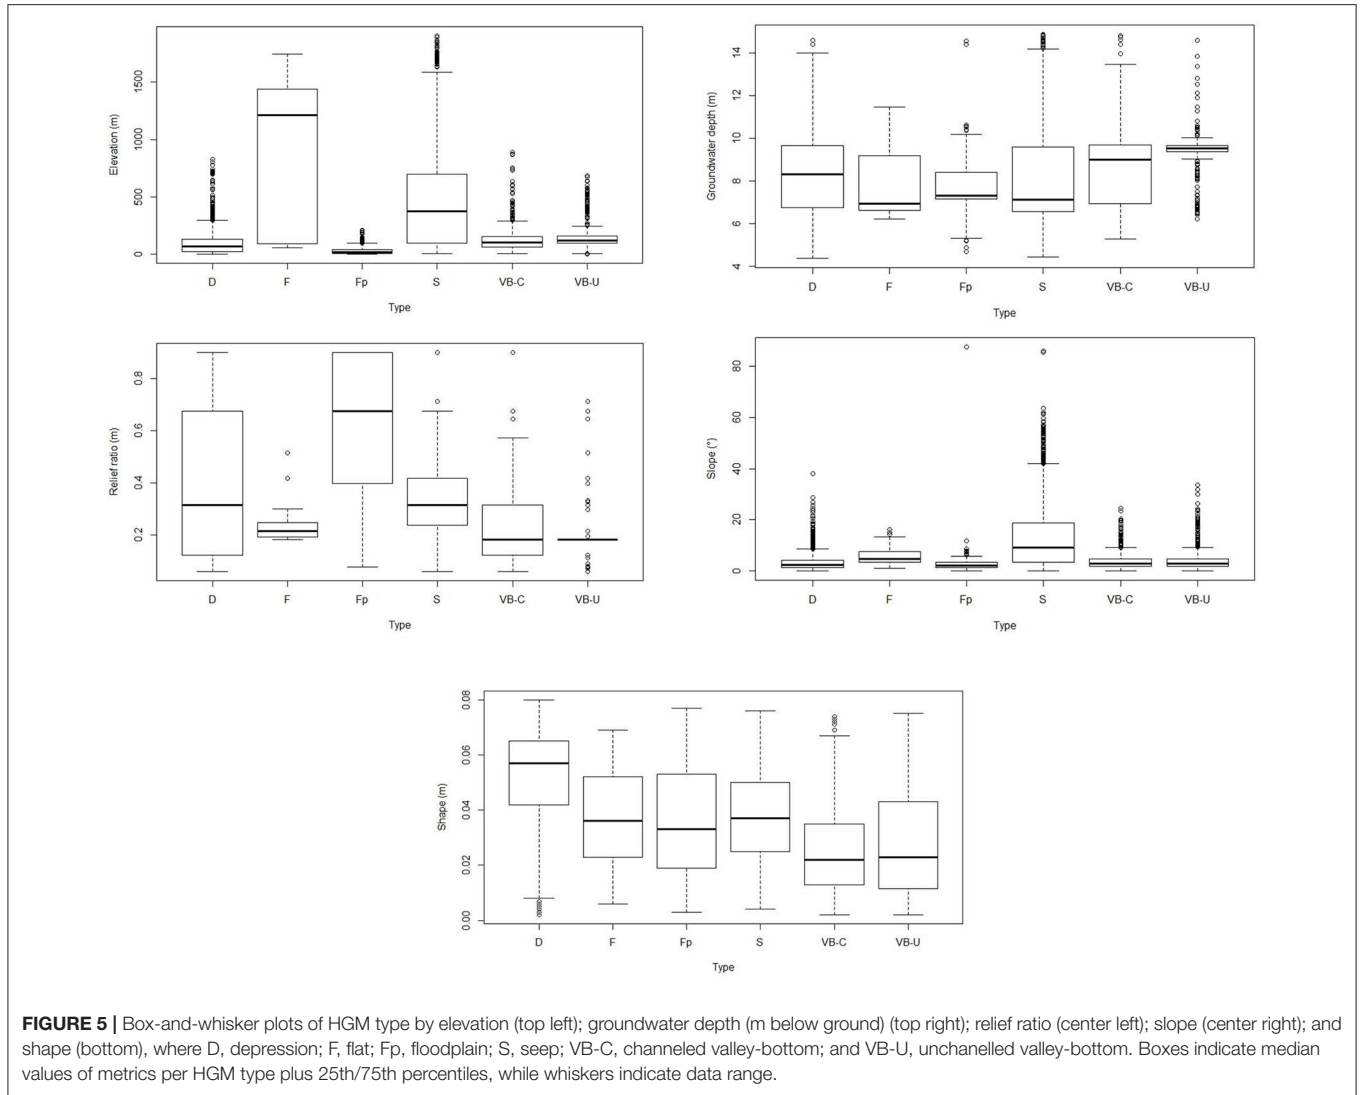 1500
1000
500
0
Elevation (m)
D F Fp S VB-C VB-U
Type
14
12
10
8
6
4
Groundwater depth (m)
D F Fp S VB-C VB-U
Type
0.8
0.6
0.4
0.2
Relief ratio (m)
D F Fp S VB-C VB-U
Type
80
60
40
20
0
Slope (°)
D F Fp S VB-C VB-U
Type
0.08
0.06
0.04
0.02
0.00
Shape (m)
D F Fp S VB-C VB-U
Type
FIGURE 5 | Box-and-whisker plots of HGM type by elevation (top left); groundwater depth (m below ground) (top right); relief ratio (center left); slope (center right); and
shape (bottom), where D, depression; F, flat; Fp, floodplain; S, seep; VB-C, channeled valley-bottom; and VB-U, unchanelled valley-bottom. Boxes indicate median
values of metrics per HGM type plus 25th/75th percentiles, while whiskers indicate data range.